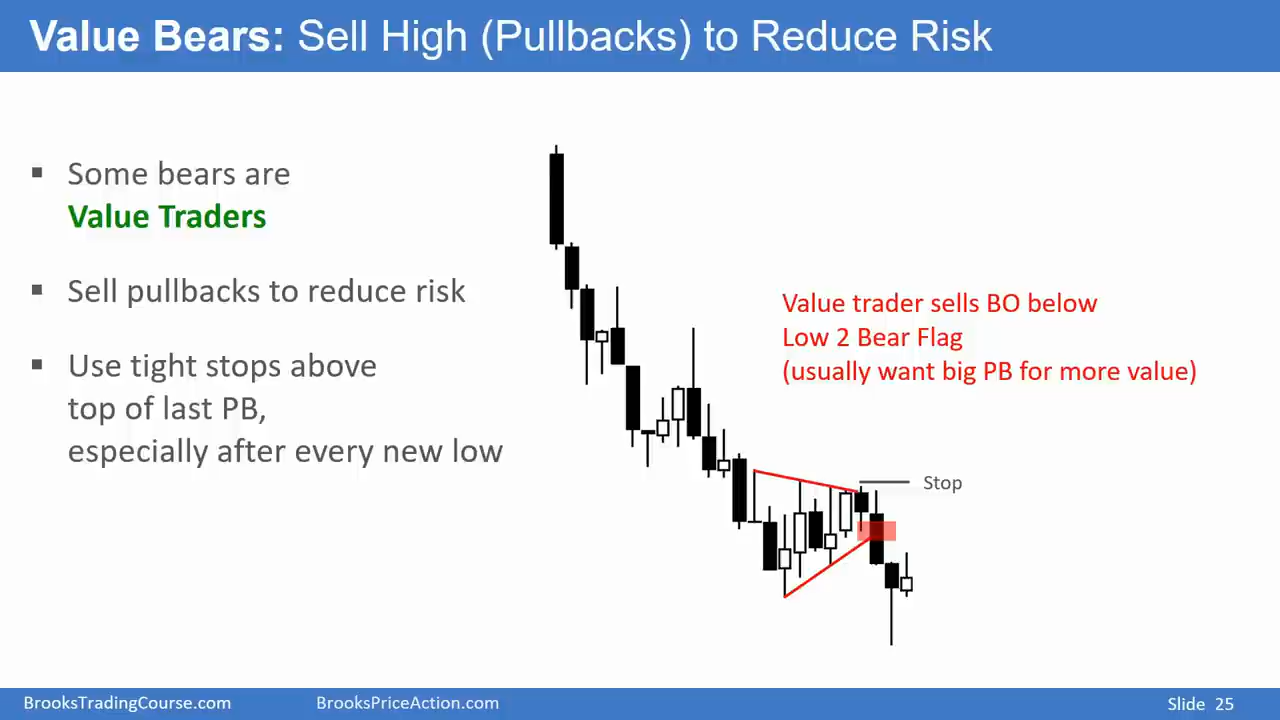 Value Bears: Sell High (Pullbacks) to Reduce Risk
▪ Some bears are
Value Traders
▪ Sell pullbacks to reduce risk
▪ Use tight stops above
top of last PB,
especially after every new low
Value trader sells BO below
Low 2 Bear Flag
(usually want big PB for more value)
Stop
BrooksTradingCourse.com
BrooksPriceAction.com
Slide 25